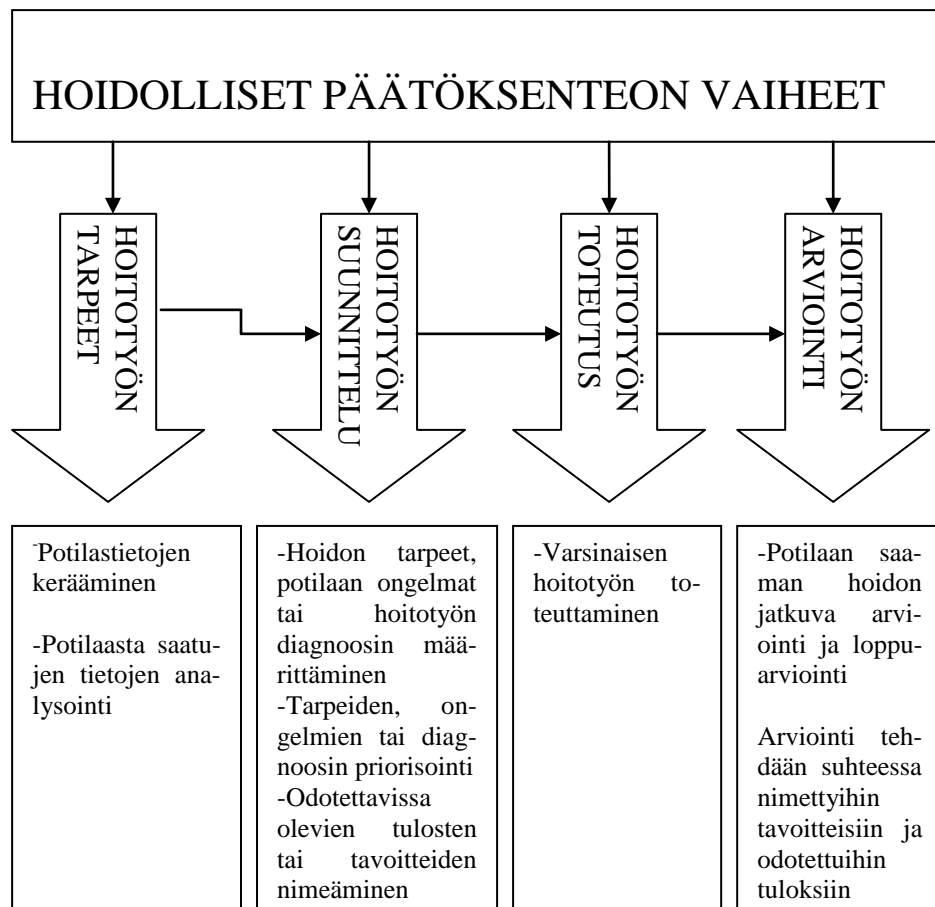 HOIDOLLISET PÄÄTÖKSENTEON VAIHEET
HOITOTYÖN
TARPEET
HOITOTYÖN
SUUNNITTELU
HOITOTYÖN
TOTEUTUS
HOITOTYÖN
ARVIOINTI
-Potilastietojen
kerääminen
-Potilaasta saatu-
jen tietojen ana-
lysointi
-Hoidon tarpeet,
potilaan ongelmat
tai hoitotyön
diagnoosin mää-
rittäminen
-Tarpeiden, on-
gelmien tai diag-
noosin priorisointi
-Odotettavissa
olevien tulosten
tai tavoitteiden
nimeäminen
-Varsinaisen
hoitotyön to-
teuttaminen
-Potilaan saa-
man hoidon
jatkuva arvi-
ointi ja loppu-
arviointi
Arviointi teh-
dään suhteessa
nimettyihin
tavoitteisiin ja
odotettuihin
tuloksiin